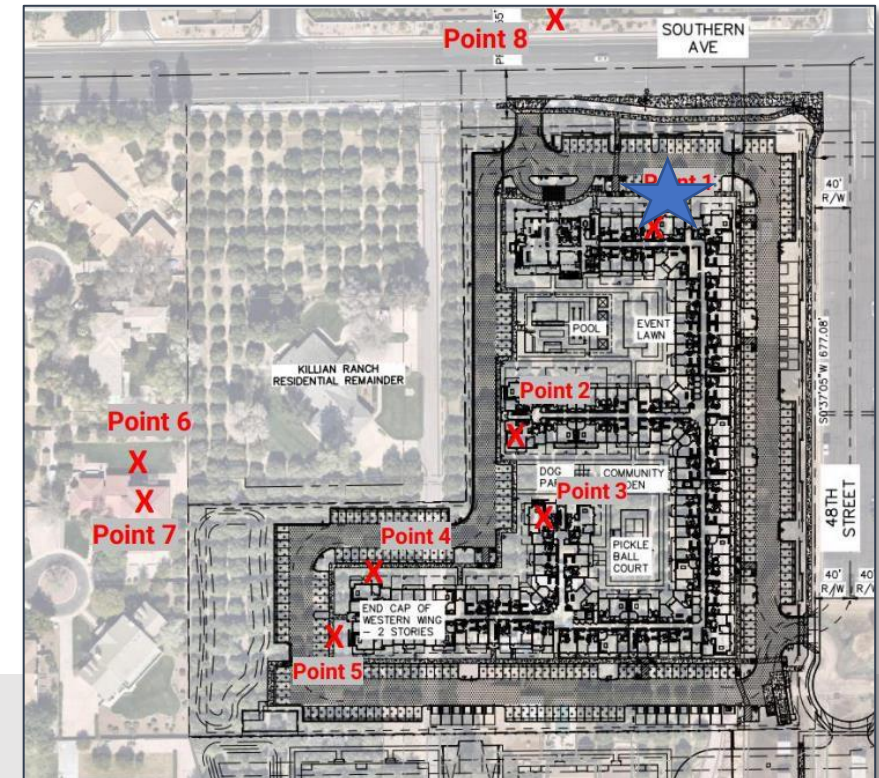 Point 8
SOUTHERN
AVE
Point 1
40'
R/W
POOL
EVENT
LAWN
KILLIAN RANCH
RESIDENTIAL REMAINDER
Point 2
S0°37'05"W 677.08'
Point 6
DOG
COMMUNITY
Point 3
Point 7
48TH
STREET
Point 4
PICKLE
BALL
COURT
40'
R/W
40'
END CAP OF
WESTERN WING
- 2 STORIES
Point 5